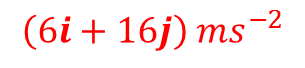 (6i + 16j) ms⁻²